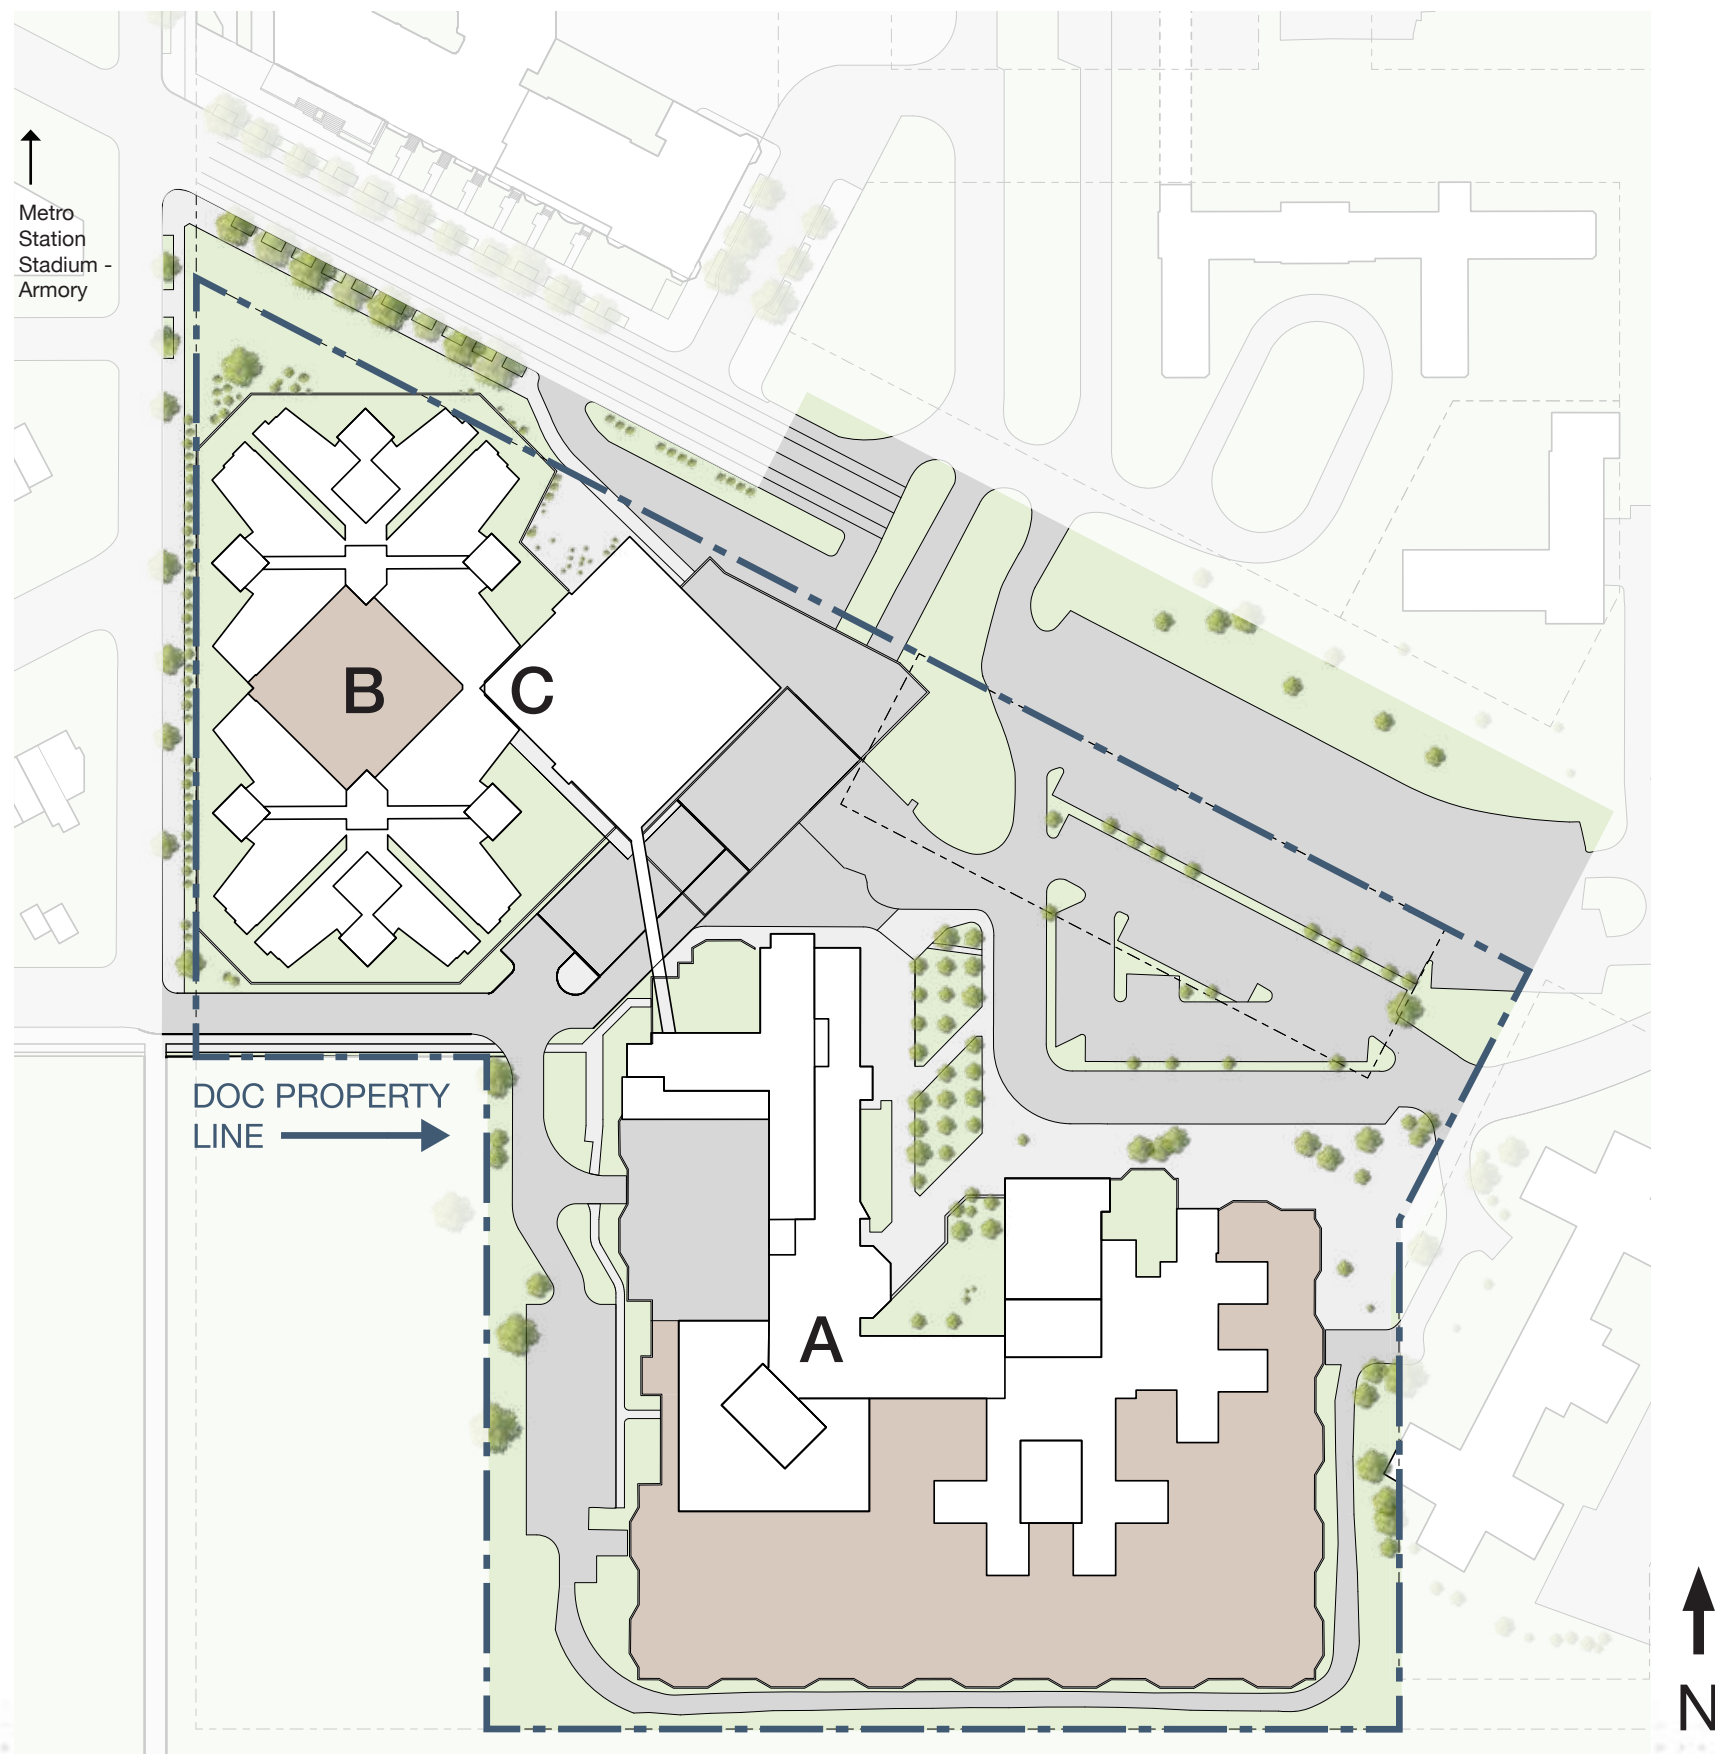 Metro
Station
Stadium -
Armory
B
C
DOC PROPERTY
LINE
A
N